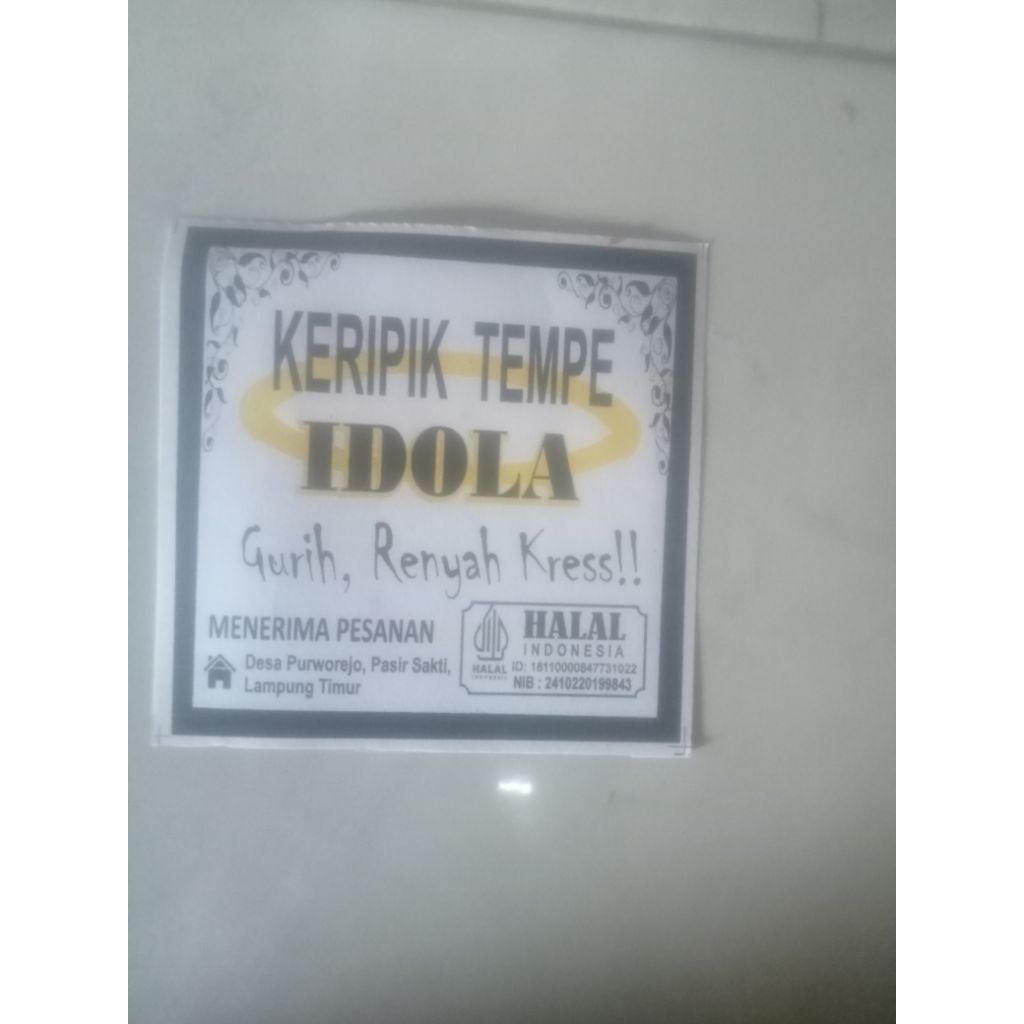 KERIPIK TEMPE
IDOLA
Gurih, Renyah Kress!!
MENERIMA PESANAN
Desa Purworejo, Pasir Sakti,
Lampung Timur
HALAL
INDONESIA
HALAL
INDONESIA
ID: 18110000847731022
NIB : 2410220199843